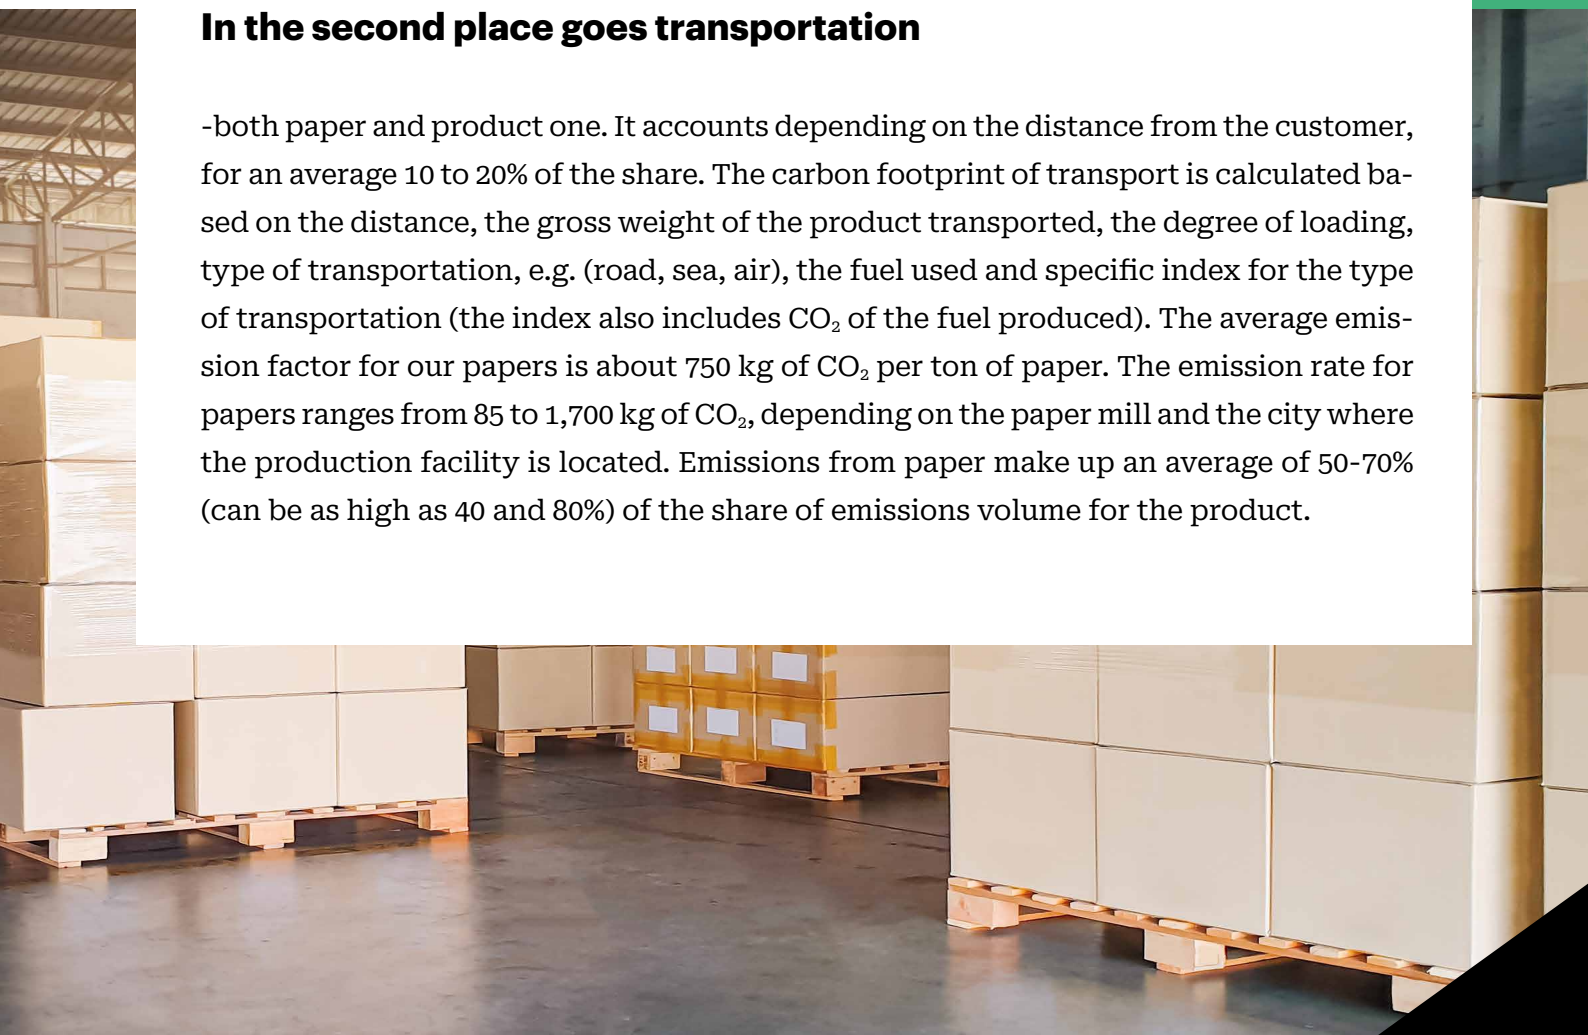 In the second place goes transportation
-both paper and product one. It accounts depending on the distance from the customer,
for an average 10 to 20% of the share. The carbon footprint of transport is calculated ba-
sed on the distance, the gross weight of the product transported, the degree of loading,
type of transportation, e.g. (road, sea, air), the fuel used and specific index for the type
of transportation (the index also includes CO₂ of the fuel produced). The average emis-
sion factor for our papers is about 750 kg of CO₂ per ton of paper. The emission rate for
papers ranges from 85 to 1,700 kg of CO₂, depending on the paper mill and the city where
the production facility is located. Emissions from paper make up an average of 50-70%
(can be as high as 40 and 80%) of the share of emissions volume for the product.